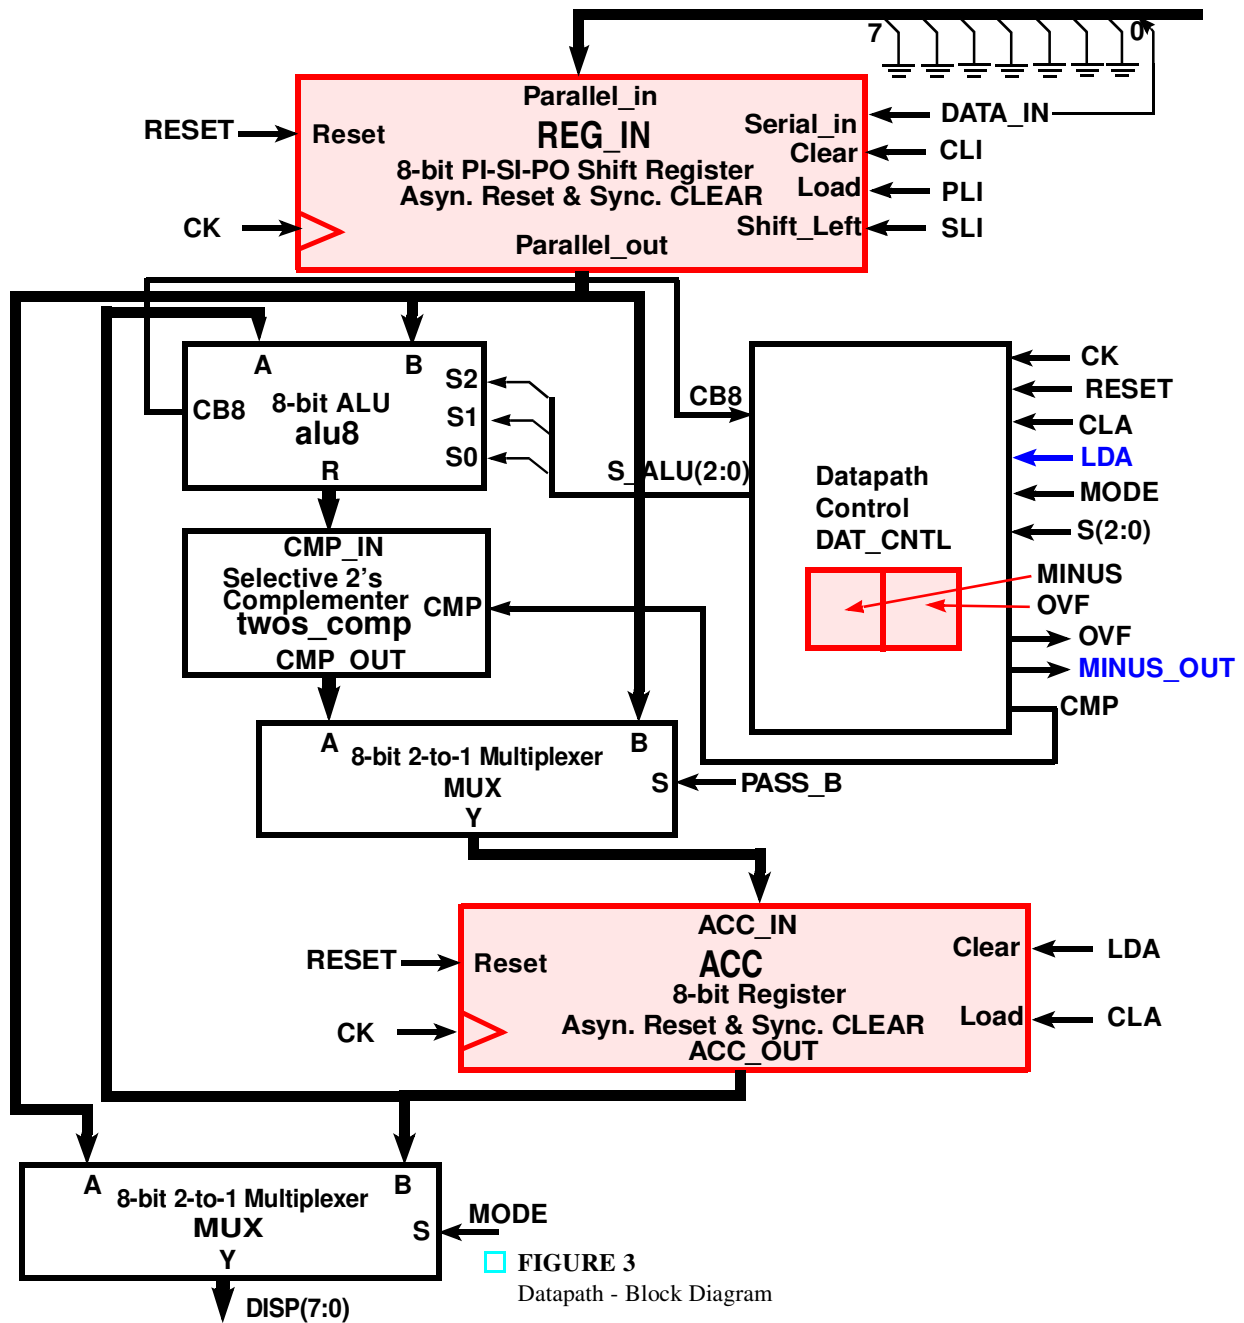 7
0
Parallel_in
RESET
Reset
REG_IN
Serial_in
DATA_IN
Clear
CLI
8-bit PI-SI-PO Shift Register
Load
PLI
Asyn. Reset & Sync. CLEAR
CK
Shift_Left
SLI
Parallel_out
A
B
S2
CB8
8-bit ALU
alu8
S1
S0
R
CB8
S_ALU(2:0)
CK
RESET
CLA
LDA
MODE
S(2:0)
Datapath
Control
DAT_CNTL
MINUS
OVF
OVF
MINUS_OUT
CMP
CMP_IN
Selective 2's
Complementer
CMP
twos_comp
CMP_OUT
A
B
8-bit 2-to-1 Multiplexer
MUX
S
PASS_B
Y
ACC_IN
RESET
Reset
ACC
Clear
LDA
8-bit Register
Load
CLA
CK
Asyn. Reset & Sync. CLEAR
ACC_OUT
A
B
8-bit 2-to-1 Multiplexer
MUX
S
MODE
Y
DISP(7:0)
FIGURE 3
Datapath - Block Diagram